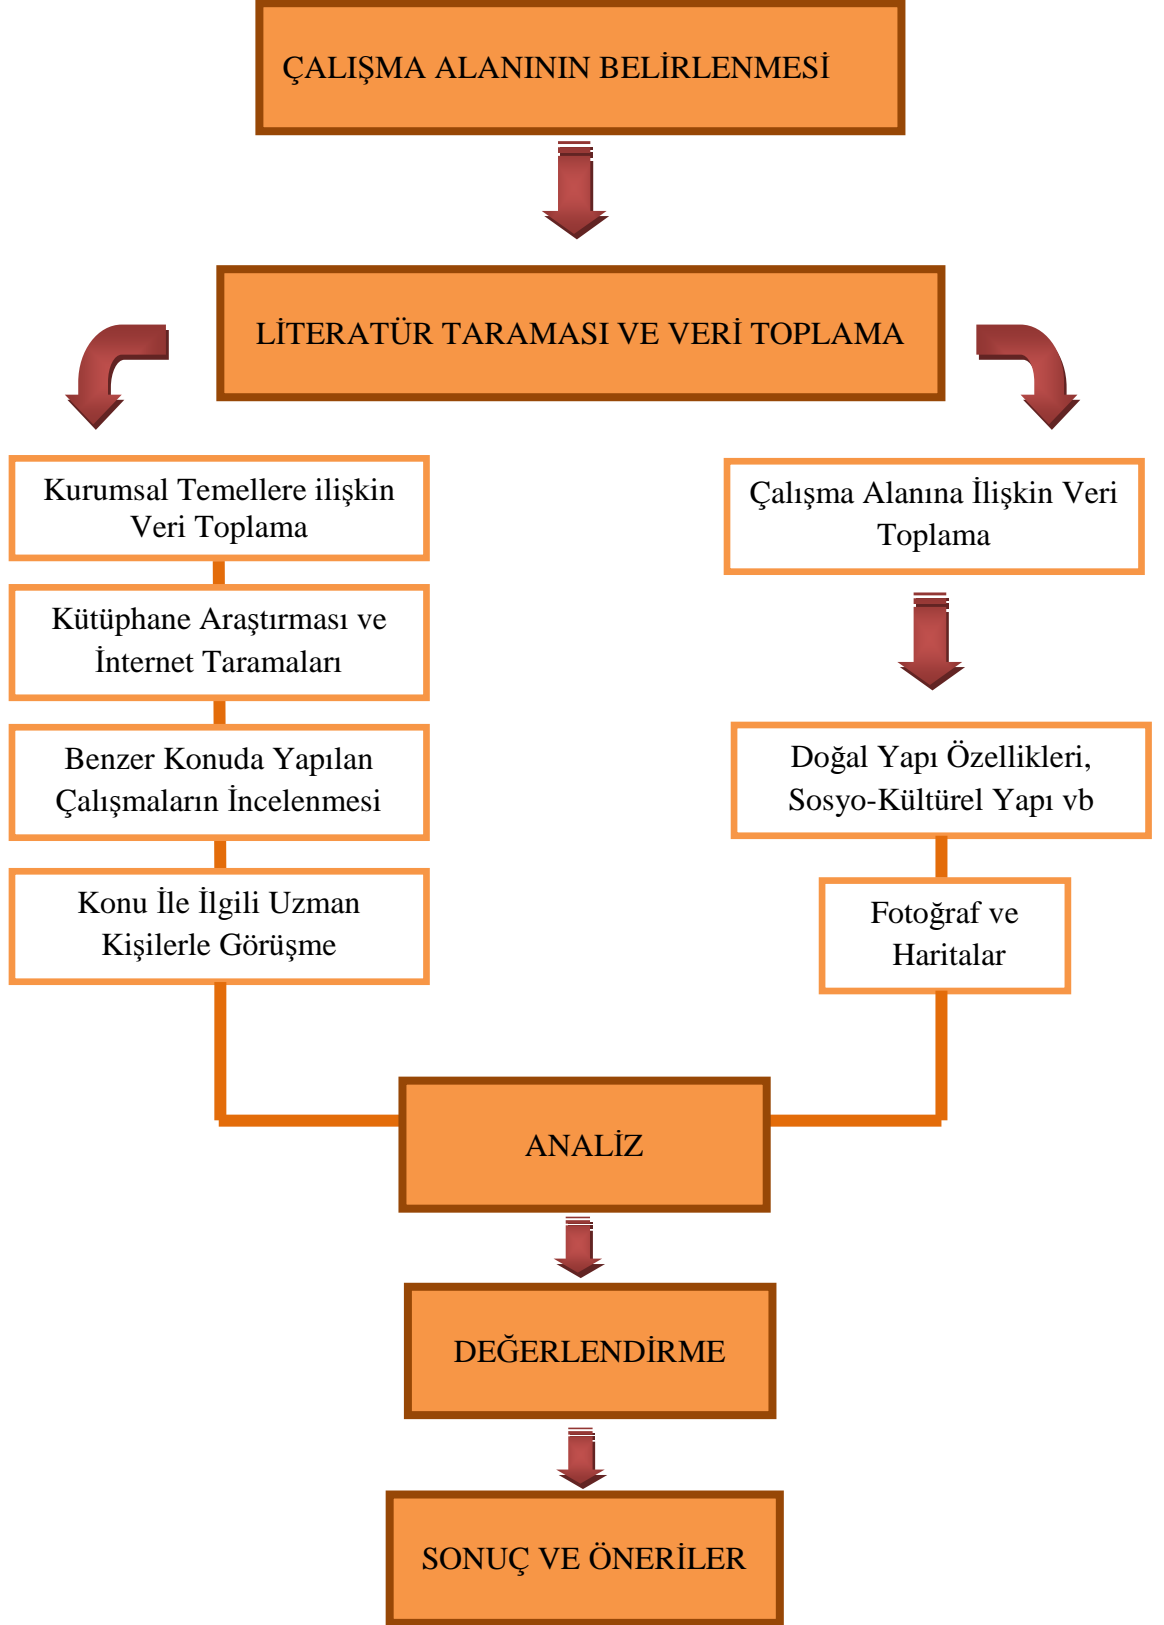 ÇALIŞMA ALANININ BELİRLENMESİ
LİTERATÜR TARAMASI VE VERİ TOPLAMA
Kurumsal Temellere ilişkin
Veri Toplama
Kütüphane Araştırması ve
İnternet Taramaları
Benzer Konuda Yapılan
Çalışmaların İncelenmesi
Konu İle İlgili Uzman
Kişilerle Görüşme
Çalışma Alanına İlişkin Veri
Toplama
Doğal Yapı Özellikleri,
Sosyo-Kültürel Yapı vb
Fotoğraf ve
Haritalar
ANALİZ
DEĞERLENDİRME
SONUÇ VE ÖNERİLER